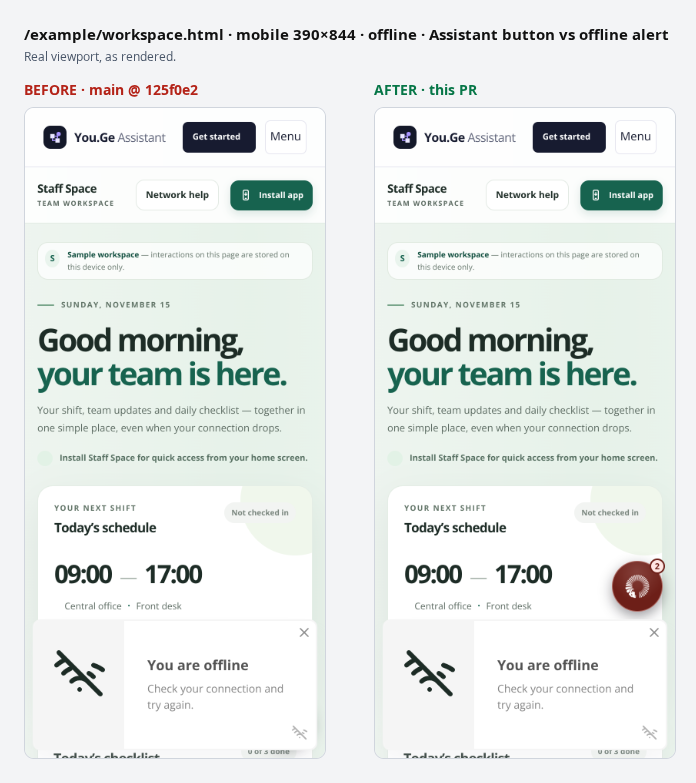 /example/workspace.html · mobile 390×844 · offline · Assistant button vs offline alert
Real viewport, as rendered.
BEFORE · main @ 125f0e2
You.Ge Assistant
Get started
Menu
Staff Space
TEAM WORKSPACE
Network help
Install app
S
Sample workspace — interactions on this page are stored on
this device only.
SUNDAY, NOVEMBER 15
Good morning,
your team is here.
Your shift, team updates and daily checklist — together in
one simple place, even when your connection drops.
Install Staff Space for quick access from your home screen.
YOUR NEXT SHIFT
Not checked in
Today’s schedule
09:00 — 17:00
Central office • Front desk
You are offline
Check your connection and
try again.
Today’s checklist
0 of 3 done
AFTER · this PR
You.Ge Assistant
Get started
Menu
Staff Space
TEAM WORKSPACE
Network help
Install app
S
Sample workspace — interactions on this page are stored on
this device only.
SUNDAY, NOVEMBER 15
Good morning,
your team is here.
Your shift, team updates and daily checklist — together in
one simple place, even when your connection drops.
Install Staff Space for quick access from your home screen.
YOUR NEXT SHIFT
Not checked in
Today’s schedule
09:00 — 17:00
2
Central office • Front desk
You are offline
Check your connection and
try again.
Today’s checklist
0 of 3 done